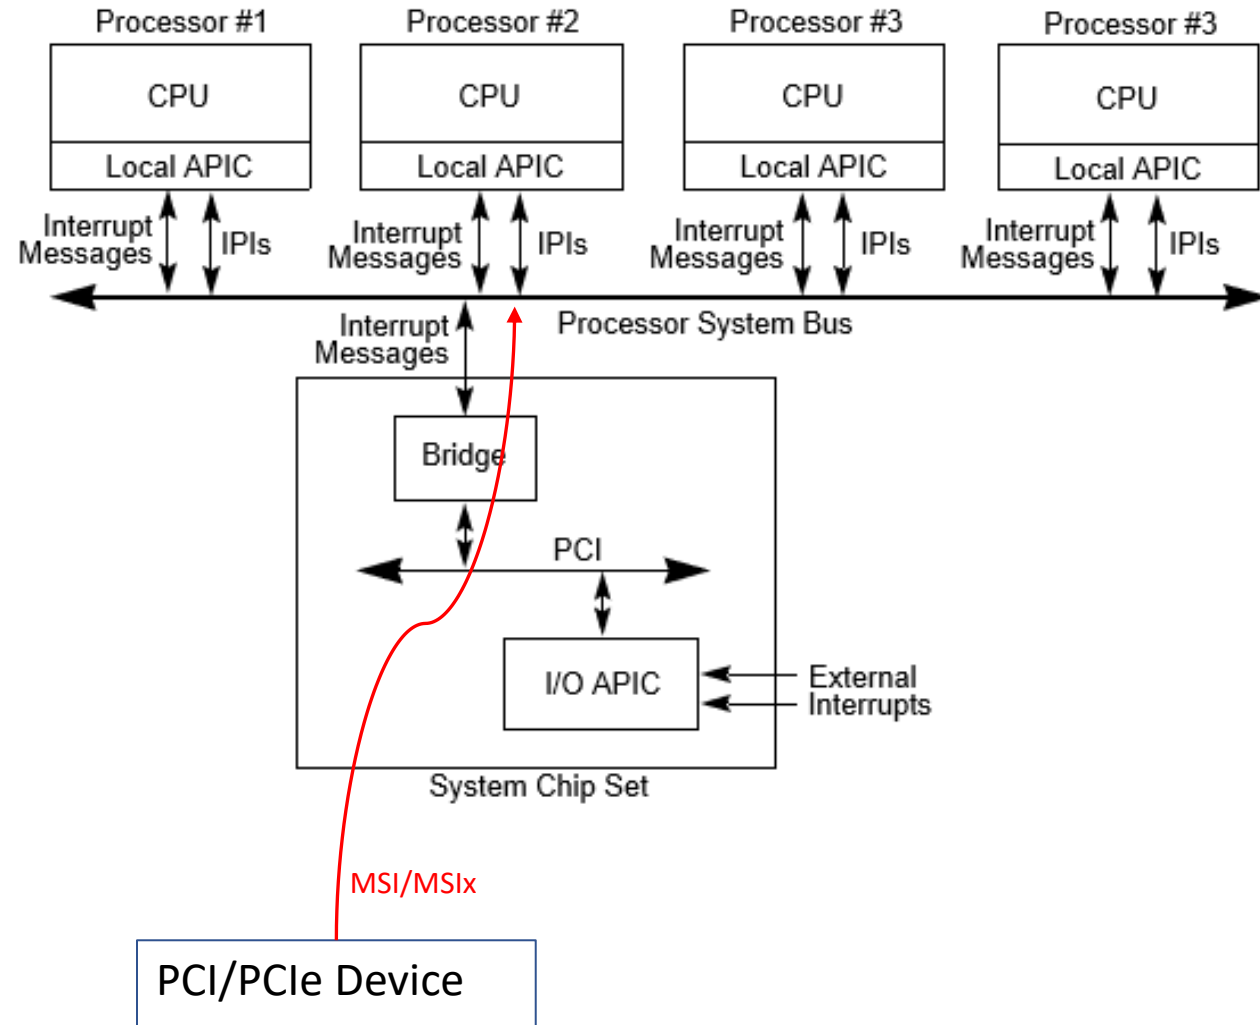 Processor #1
Processor #2
Processor #3
Processor #3
CPU
CPU
CPU
CPU
Local APIC
Local APIC
Local APIC
Local APIC
Interrupt
Messages
IPIs
Interrupt
Messages
IPIs
Interrupt
Messages
IPIs
Interrupt
Messages
IPIs
Processor System Bus
Interrupt
Messages
Bridge
PCI
I/O APIC
External
Interrupts
System Chip Set
MSI/MSIx
PCI/PCIe Device